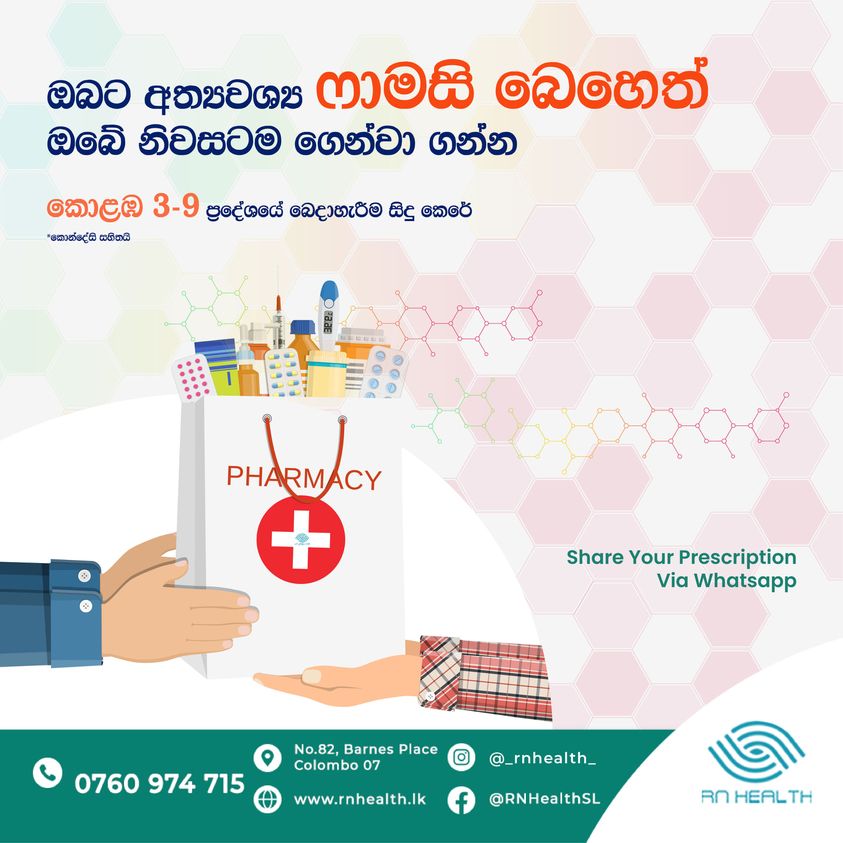 ඔබට අත්‍යවශ්‍ය ෆාමසි බෙහෙත්
ඔබේ නිවසටම ගෙන්වා ගන්න
කොළඹ 3-9 ප්‍රදේශයේ බෙදාහැරීම සිදු කෙරේ
*කොන්දේසි සහිතයි
PHARMACY
Share Your Prescription
Via Whatsapp
0760 974 715
No.82, Barnes Place
Colombo 07
www.rnhealth.lk
@_rnhealth_
@RNHealthSL
RN HEALTH